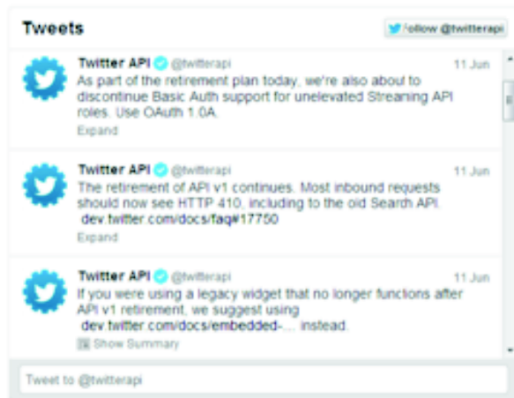 Tweets
Follow @twitterapi
Twitter API @twitterapi 11 Jun
As part of the retirement plan today, we're also about to
discontinue Basic Auth support for unelevated Streaming API
roles. Use OAuth 1.0A.
Expand
Twitter API @twitterapi 11 Jun
The retirement of API v1 continues. Most inbound requests
should now see HTTP 410, including to the old Search API.
dev.twitter.com/docs/faq#17750
Expand
Twitter API @twitterapi 11 Jun
If you were using a legacy widget that no longer functions after
API v1 retirement, we suggest using
dev.twitter.com/docs/embedded-... instead.
Show Summary
Tweet to @twitterapi